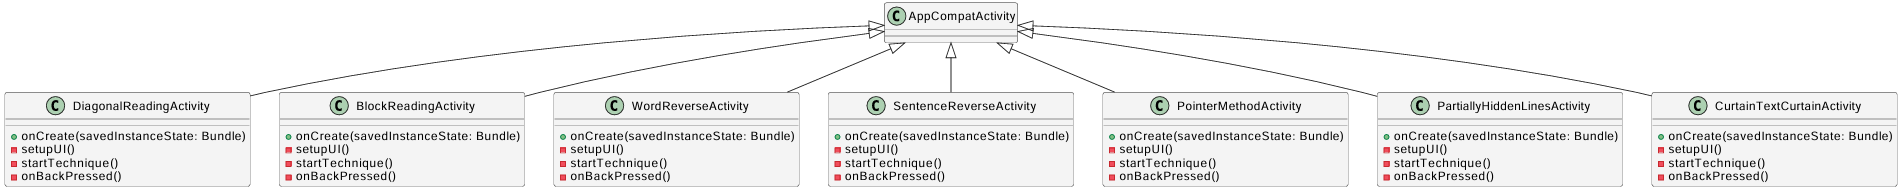 C AppCompatActivity
C DiagonalReadingActivity
onCreate(savedInstanceState: Bundle)
setupUI()
startTechnique()
onBackPressed()
C BlockReadingActivity
onCreate(savedInstanceState: Bundle)
setupUI()
startTechnique()
onBackPressed()
C WordReverseActivity
onCreate(savedInstanceState: Bundle)
setupUI()
startTechnique()
onBackPressed()
C SentenceReverseActivity
onCreate(savedInstanceState: Bundle)
setupUI()
startTechnique()
onBackPressed()
C PointerMethodActivity
onCreate(savedInstanceState: Bundle)
setupUI()
startTechnique()
onBackPressed()
C PartiallyHiddenLinesActivity
onCreate(savedInstanceState: Bundle)
setupUI()
startTechnique()
onBackPressed()
C CurtainTextCurtainActivity
onCreate(savedInstanceState: Bundle)
setupUI()
startTechnique()
onBackPressed()